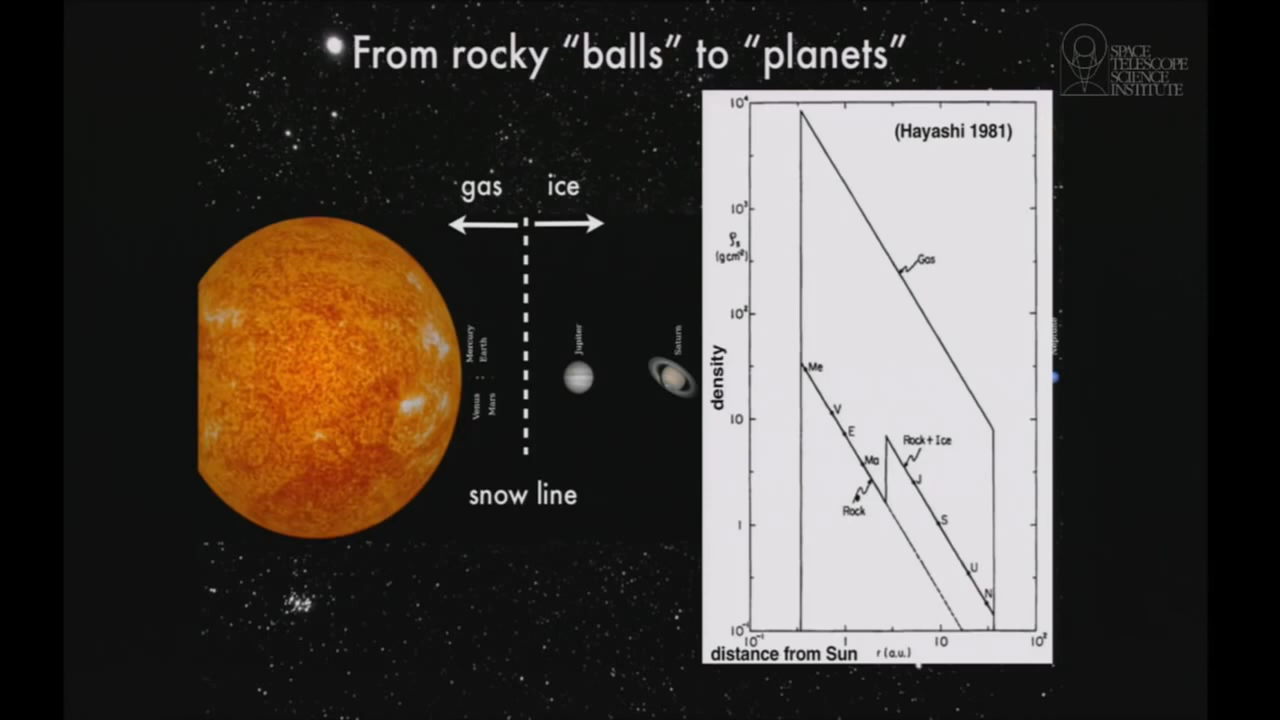 From rocky “balls” to “planets”
SPACE
TELESCOPE
SCIENCE
INSTITUTE
gas ice
Mercury
Earth
Venus
Mars
Jupiter
Saturn
Neptune
snow line
(Hayashi 1981)
10⁴
10³
10²
10
1
10⁻¹
(g cm⁻²)
density
Gas
Me
V
E
Ma
Rock
Rock+Ice
J
S
U
N
10⁻¹ 1 10 10²
distance from Sun r (a.u.)